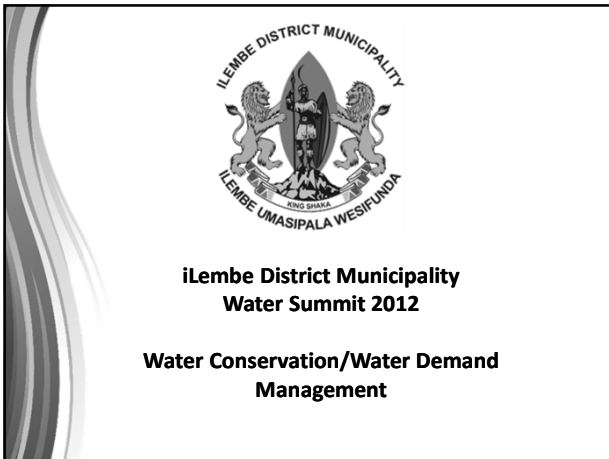 ILEMBE DISTRICT MUNICIPALITY
KING SHAKA
ILEMBE UMASIPALA WESIFUNDA
iLembe District Municipality
Water Summit 2012
Water Conservation/Water Demand
Management